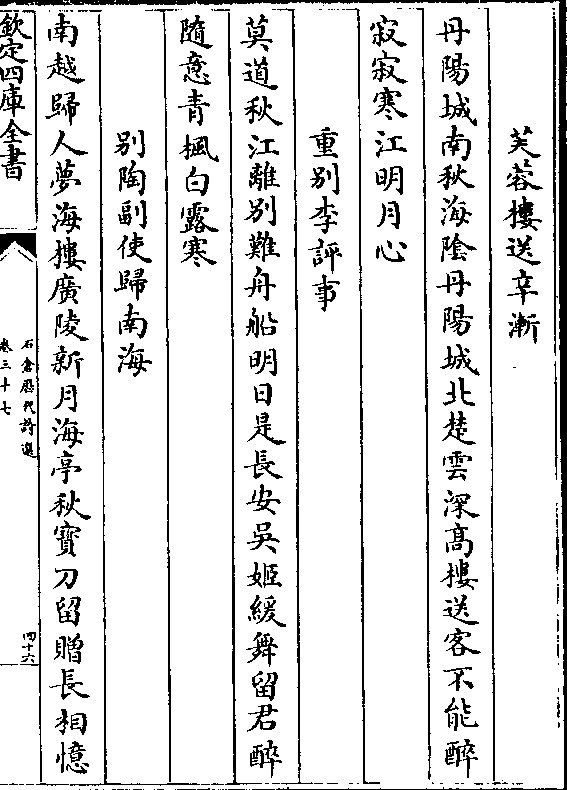 芙蓉樓送辛漸
丹陽城南秋海陰丹陽城北楚雲深高樓送客不能醉
寂寂寒江明月心
重别李評事
莫道秋江離别難舟船明日是長安吳姬緩舞留君醉
隨意青楓白露寒
别陶副使歸南海
南越歸人夢海樓廣陵新月海亭秋寳刀留贈長相憶
欽定四庫全書
石倉歴代詩選
卷三十七
四十六